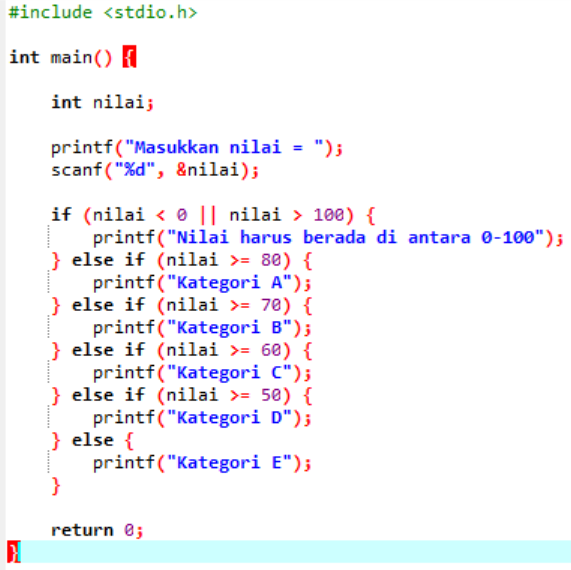 #include <stdio.h>
int main() {
int nilai;
printf("Masukkan nilai = ");
scanf("%d", &nilai);
if (nilai < 0 || nilai > 100) {
printf("Nilai harus berada di antara 0-100");
} else if (nilai >= 80) {
printf("Kategori A");
} else if (nilai >= 70) {
printf("Kategori B");
} else if (nilai >= 60) {
printf("Kategori C");
} else if (nilai >= 50) {
printf("Kategori D");
} else {
printf("Kategori E");
}
return 0;
}